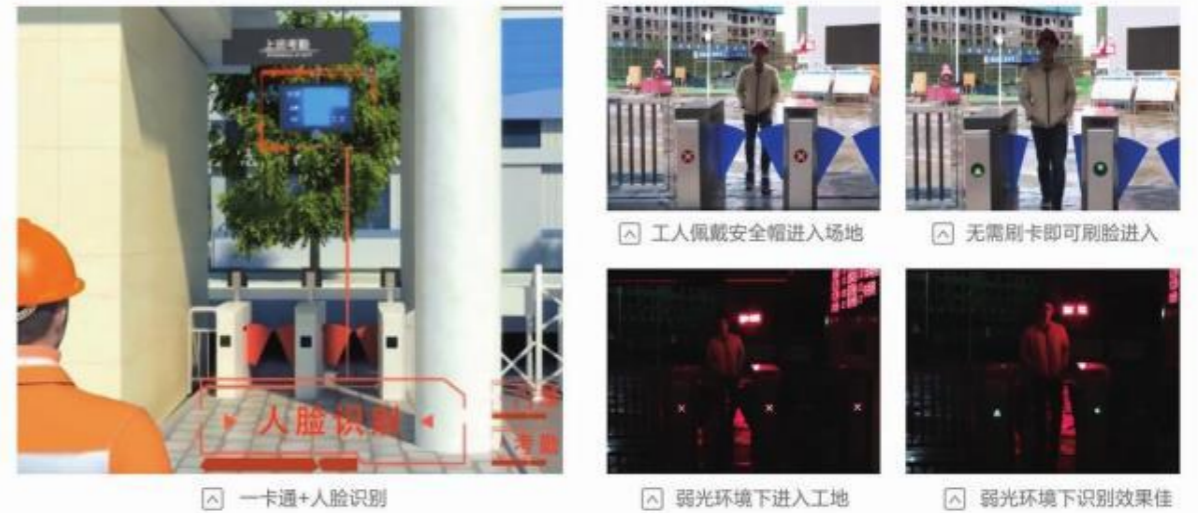 上班考勤
人脸识别
考勤
工人佩戴安全帽进入场地
无需刷卡即可刷脸进入
一卡通+人脸识别
弱光环境下进入工地
弱光环境下识别效果佳